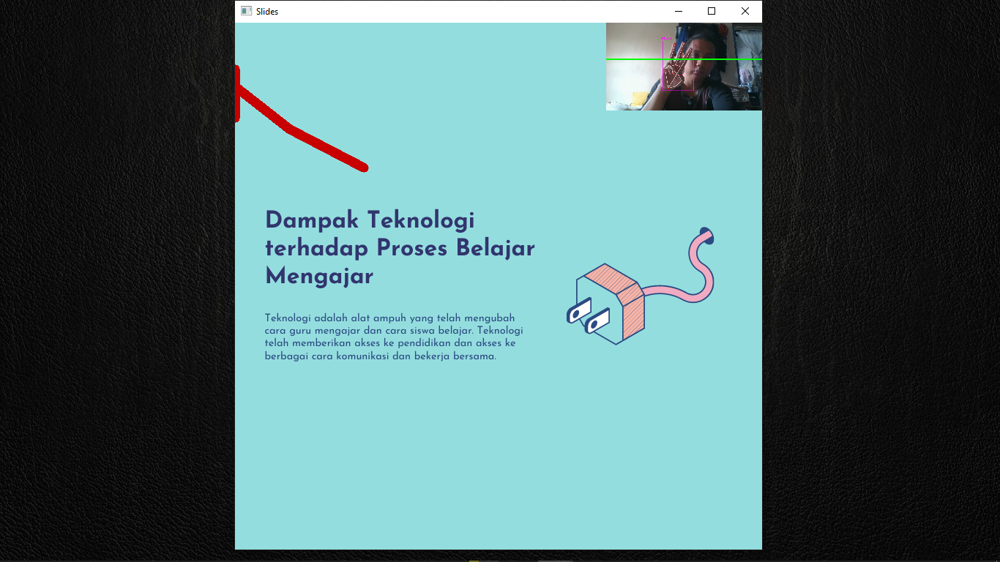 Slides
Dampak Teknologi
terhadap Proses Belajar
Mengajar
Teknologi adalah alat ampuh yang telah mengubah
cara guru mengajar dan cara siswa belajar. Teknologi
telah memberikan akses ke pendidikan dan akses ke
berbagai cara komunikasi dan bekerja bersama.